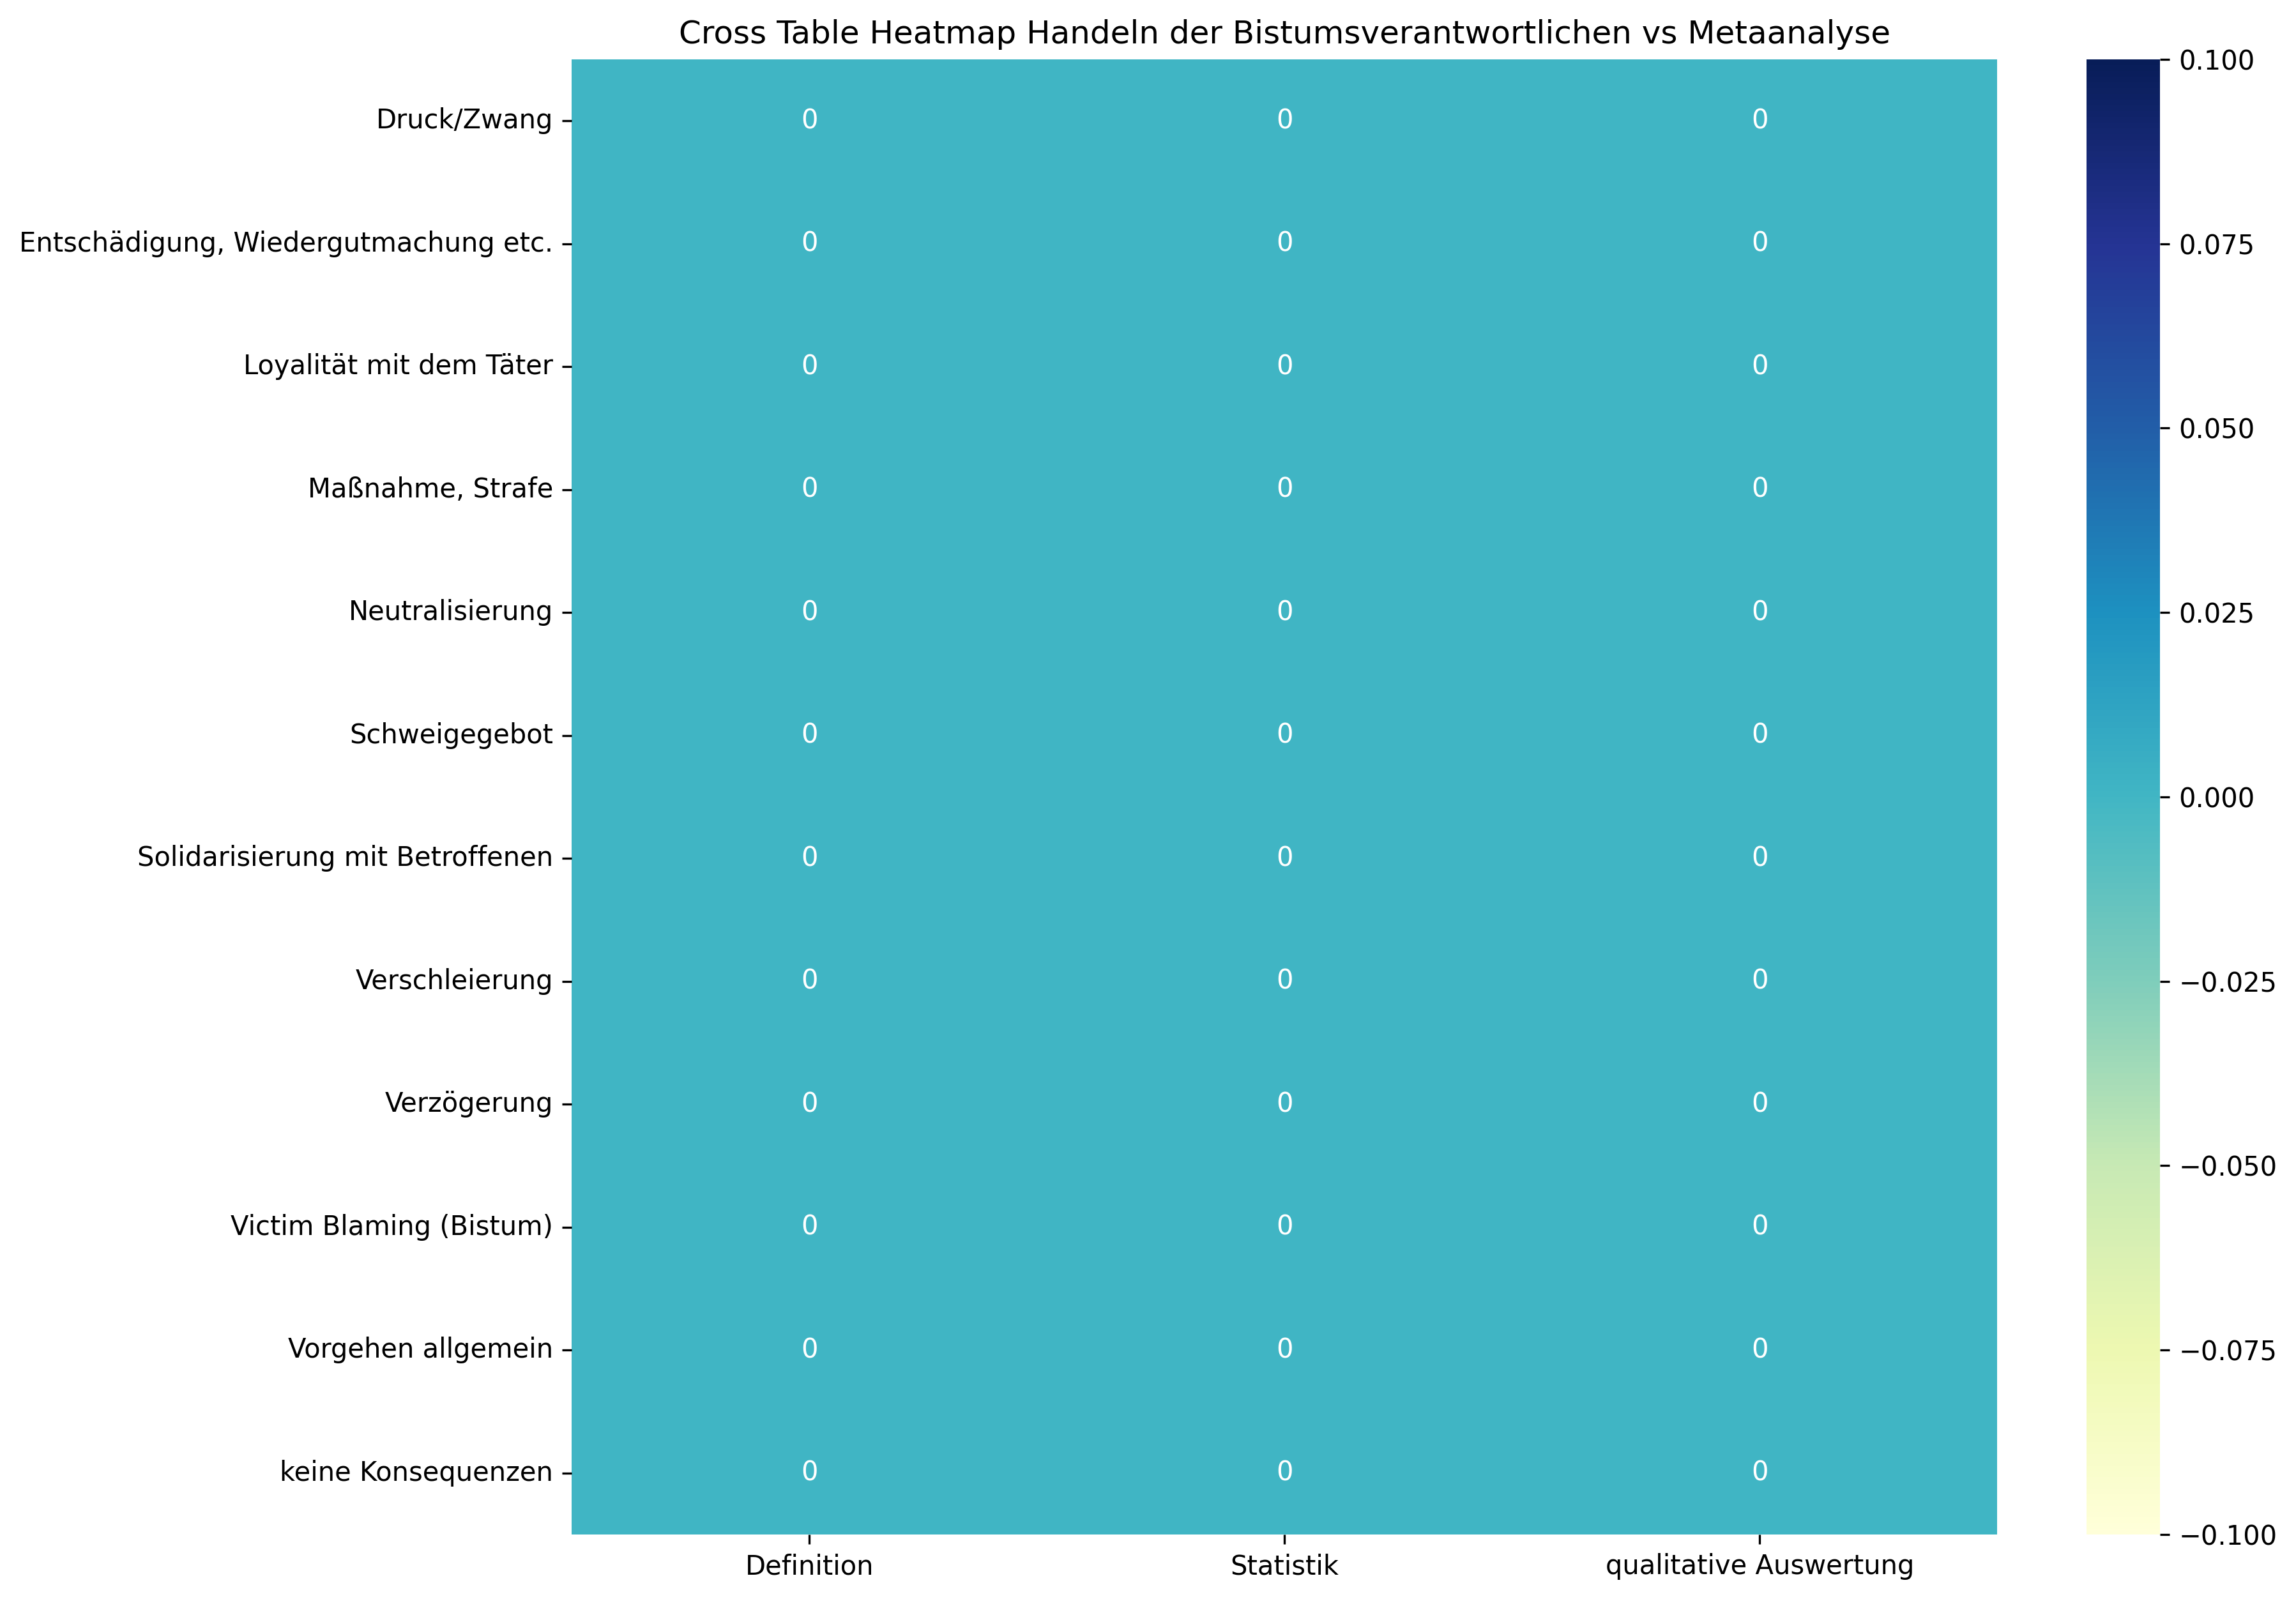 Cross Table Heatmap Handeln der Bistumsverantwortlichen vs Metaanalyse
Druck/Zwang 0 0 0
Entschädigung, Wiedergutmachung etc. 0 0 0
Loyalität mit dem Täter 0 0 0
Maßnahme, Strafe 0 0 0
Neutralisierung 0 0 0
Schweigegebot 0 0 0
Solidarisierung mit Betroffenen 0 0 0
Verschleierung 0 0 0
Verzögerung 0 0 0
Victim Blaming (Bistum) 0 0 0
Vorgehen allgemein 0 0 0
keine Konsequenzen 0 0 0
Definition Statistik qualitative Auswertung
0.100
0.075
0.050
0.025
0.000
−0.025
−0.050
−0.075
−0.100